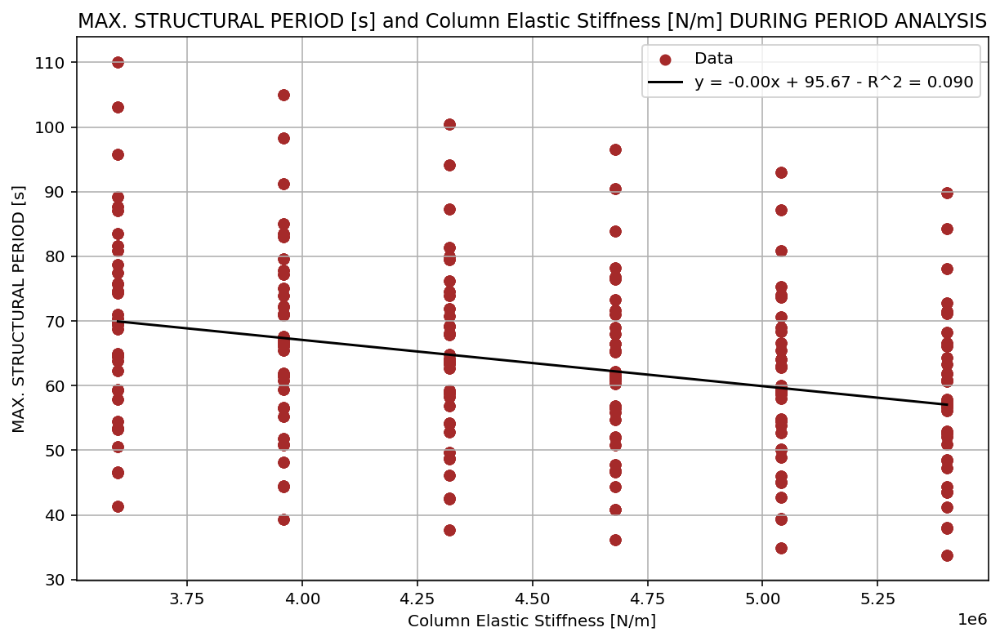 MAX. STRUCTURAL PERIOD [s] and Column Elastic Stiffness [N/m] DURING PERIOD ANALYSIS
Data
y = -0.00x + 95.67 - R^2 = 0.090
MAX. STRUCTURAL PERIOD [s]
110
100
90
80
70
60
50
40
30
3.75
4.00
4.25
4.50
4.75
5.00
5.25
1e6
Column Elastic Stiffness [N/m]